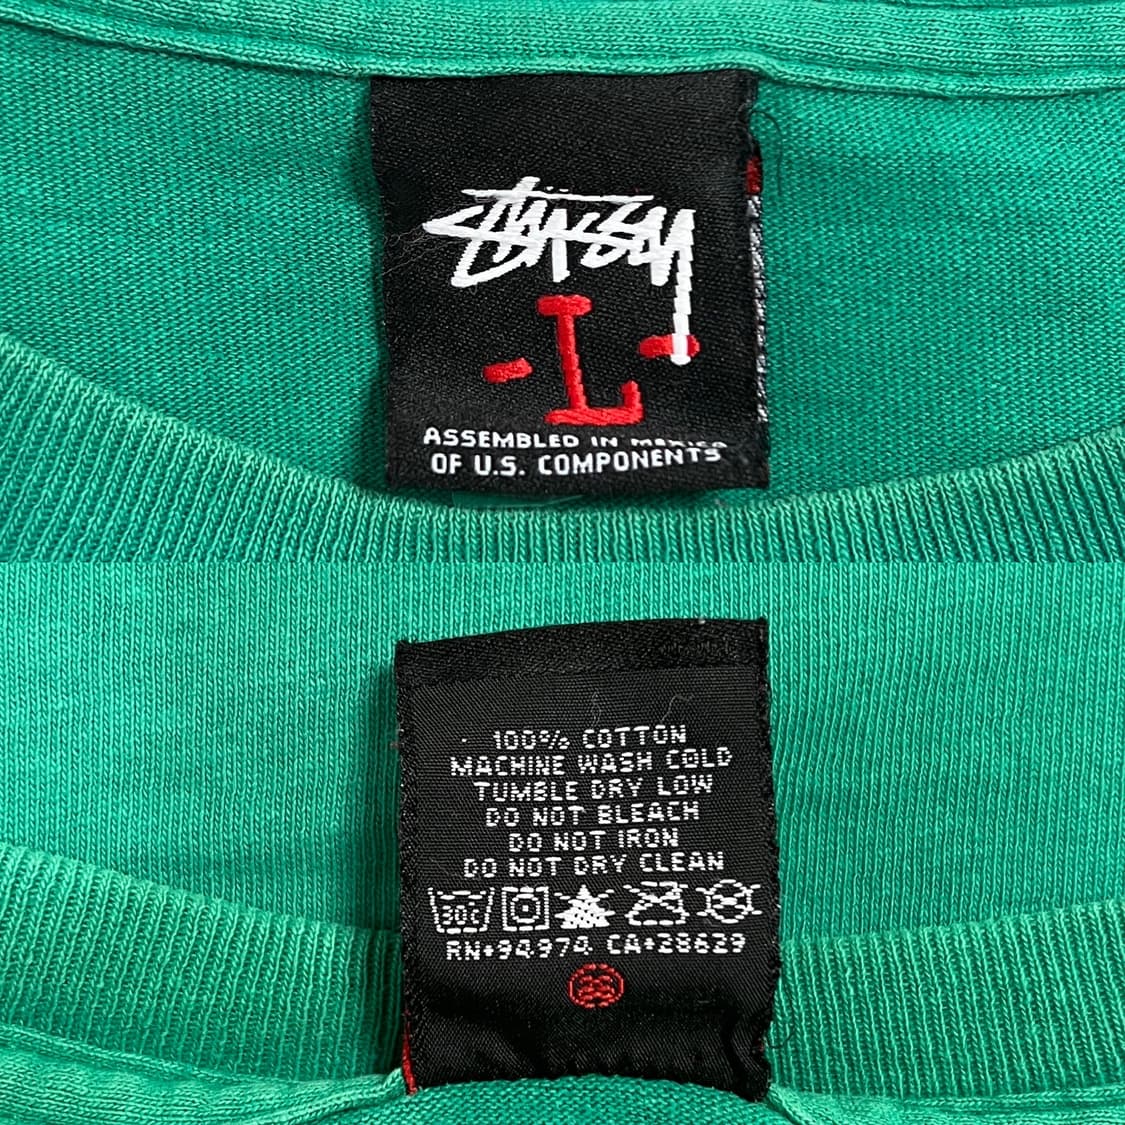 STÜSSY
-L-
ASSEMBLED IN MEXICO
OF U.S. COMPONENTS
100% COTTON
MACHINE WASH COLD
TUMBLE DRY LOW
DO NOT BLEACH
DO NOT IRON
DO NOT DRY CLEAN
30C
RN•94974 CA•28629